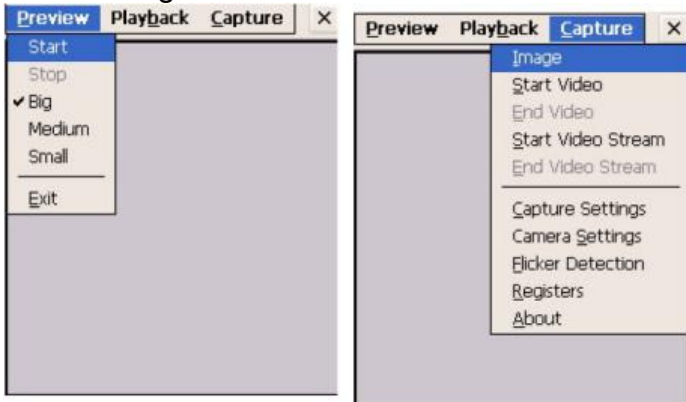 Preview Playback Capture ×
Start
Stop
✔ Big
Medium
Small
Exit
Preview Playback Capture ×
Image
Start Video
End Video
Start Video Stream
End Video Stream
Capture Settings
Camera Settings
Flicker Detection
Registers
About